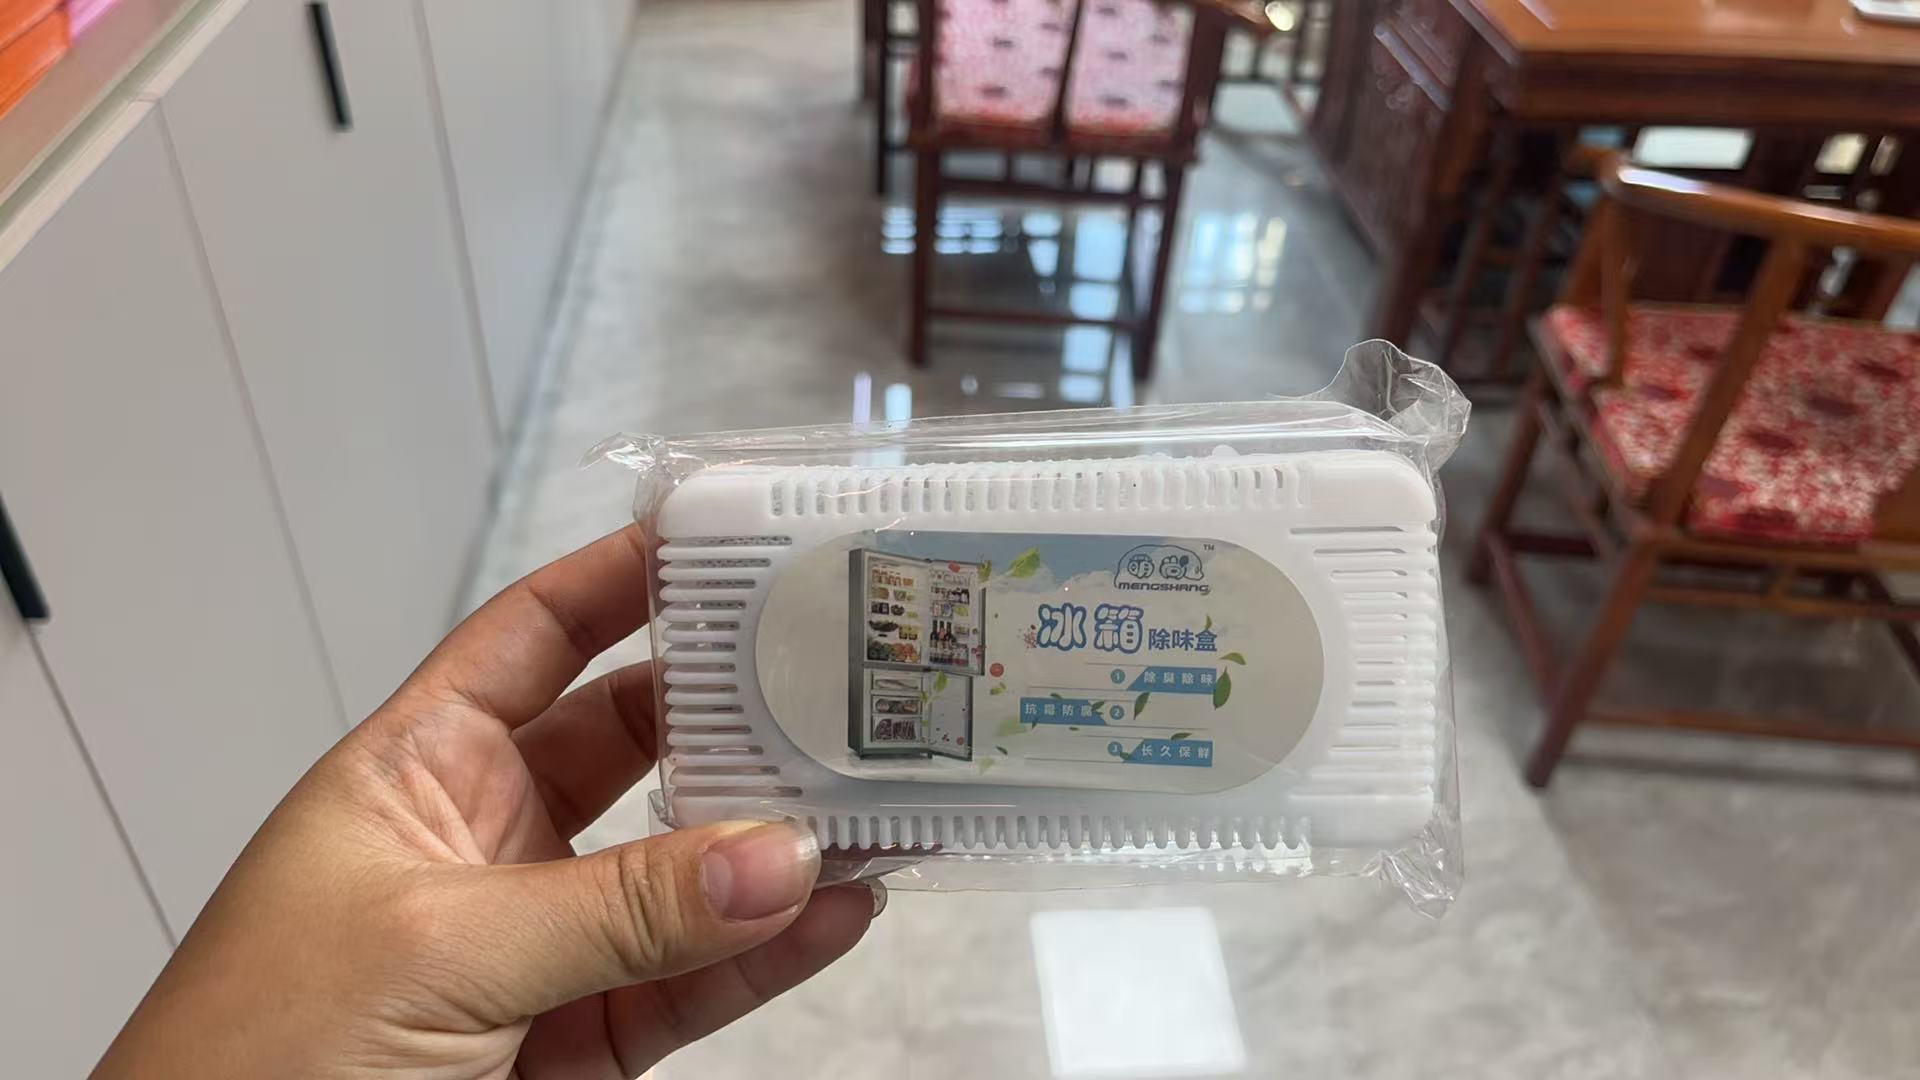 萌尚
TM
MENGSHANG
冰箱除味盒
1 除臭除味
抗霉防腐 2
3 长久保鲜